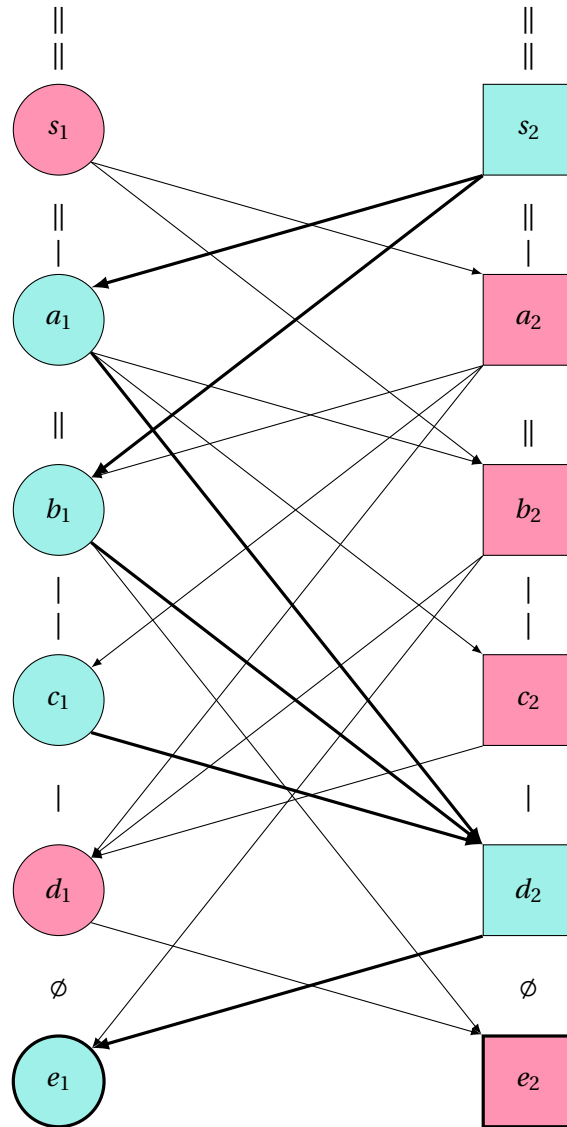 || ||
|| ||
s₁ s₂
|| ||
| |
a₁ a₂
|| ||
b₁ b₂
| |
| |
c₁ c₂
| |
d₁ d₂
∅ ∅
e₁ e₂